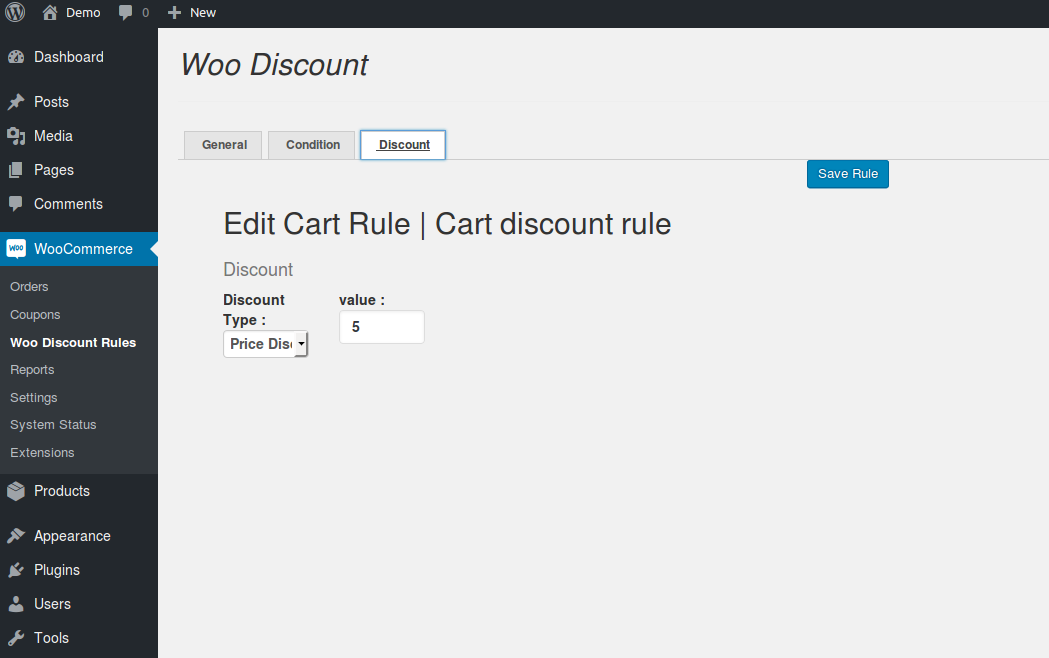 Demo 0 New
Dashboard
Posts
Media
Pages
Comments
WOO WooCommerce
Orders
Coupons
Woo Discount Rules
Reports
Settings
System Status
Extensions
Products
Appearance
Plugins
Users
Tools
Woo Discount
General Condition Discount
Save Rule
Edit Cart Rule | Cart discount rule
Discount
Discount
Type :
Price Dis
value :
5